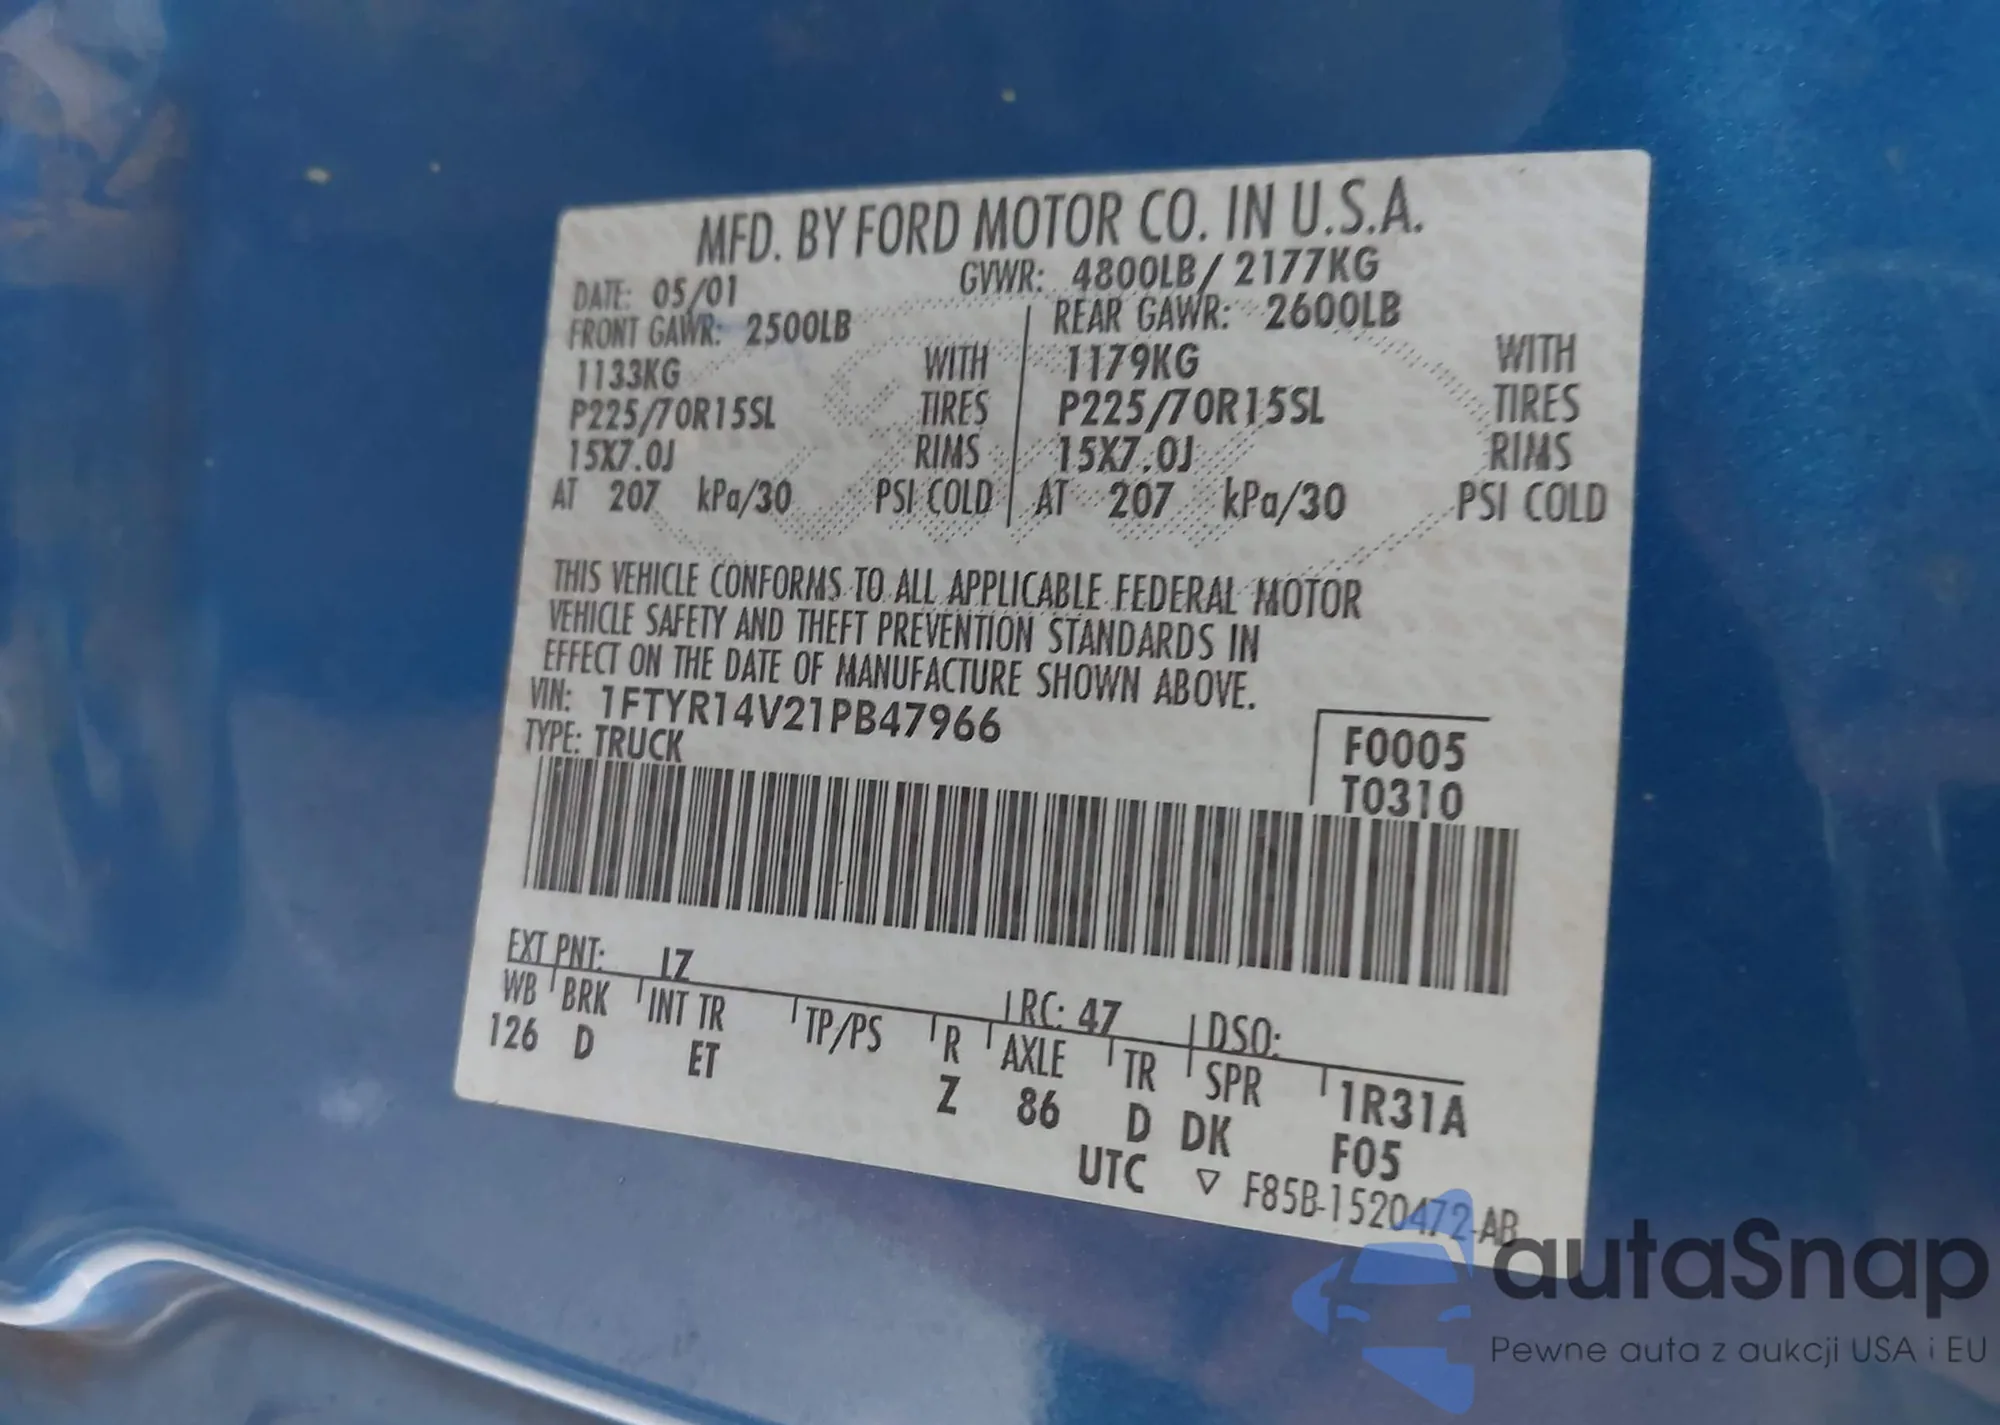 MFD. BY FORD MOTOR CO. IN U.S.A.
DATE: 05/01 GVWR: 4800LB/ 2177KG
FRONT GAWR: 2500LB REAR GAWR: 2600LB
1133KG WITH 1179KG WITH
P225/70R15SL TIRES P225/70R15SL TIRES
15X7.0J RIMS 15X7.0J RIMS
AT 207 kPa/30 PSI COLD AT 207 kPa/30 PSI COLD
THIS VEHICLE CONFORMS TO ALL APPLICABLE FEDERAL MOTOR
VEHICLE SAFETY AND THEFT PREVENTION STANDARDS IN
EFFECT ON THE DATE OF MANUFACTURE SHOWN ABOVE.
VIN: 1FTYR14V21PB47966
TYPE: TRUCK
F0005
T0310
EXT PNT: LZ RC: 47 DSO:
WB BRK INT TR TP/PS R AXLE TR SPR 1R31A
126 D ET Z 86 D DK F05
UTC ▽ F85B-1520472-AB
autaSnap
Pewne auta z aukcji USA i EU